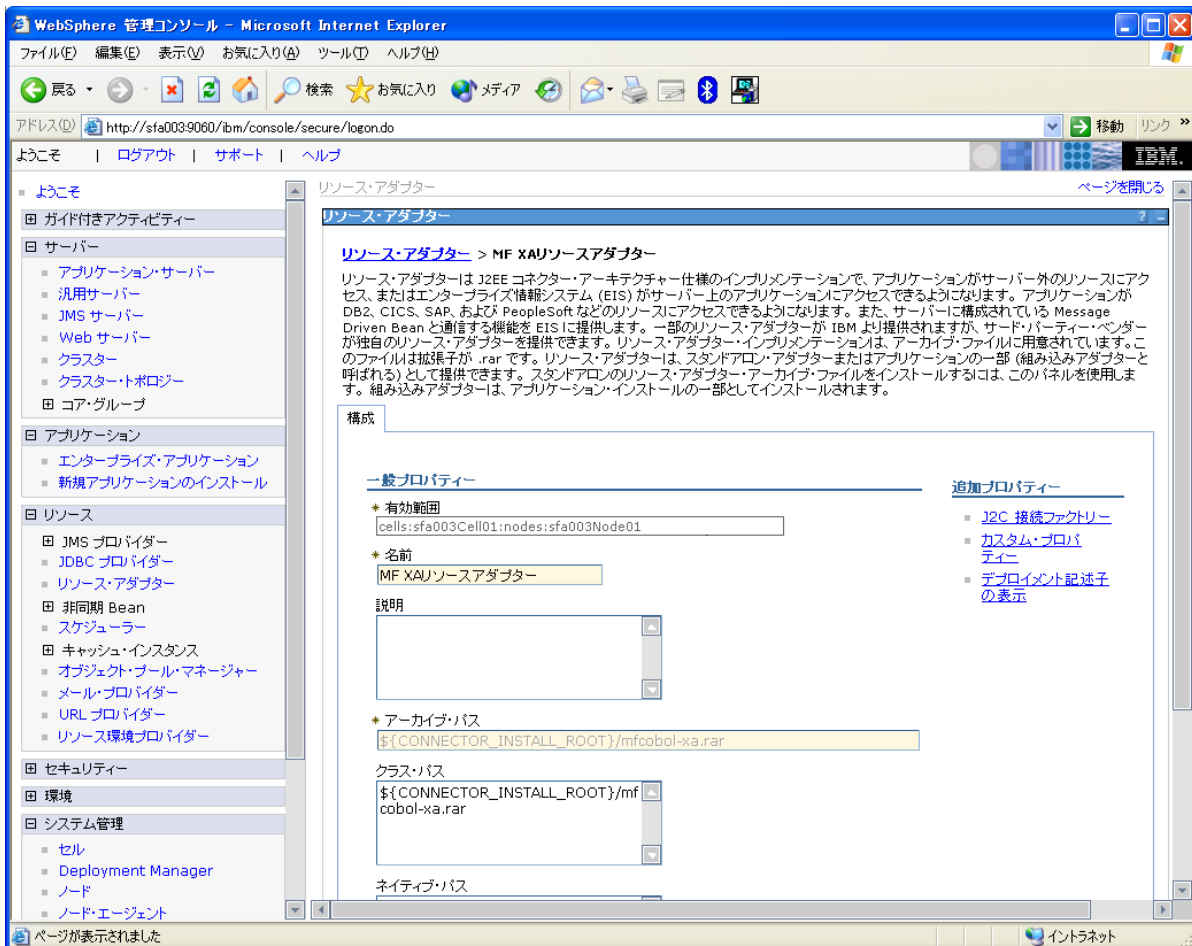 WebSphere 管理コンソール - Microsoft Internet Explorer
ファイル(F) 編集(E) 表示(V) お気に入り(A) ツール(T) ヘルプ(H)
戻る 検索 お気に入り メディア
アドレス(D) http://sfa003:9060/ibm/console/secure/logon.do 移動 リンク »
ようこそ | ログアウト | サポート | ヘルプ IBM.
ようこそ
ガイド付きアクティビティー
サーバー
アプリケーション・サーバー
汎用サーバー
JMS サーバー
Web サーバー
クラスター
クラスター・トポロジー
コア・グループ
アプリケーション
エンタープライズ・アプリケーション
新規アプリケーションのインストール
リソース
JMS プロバイダー
JDBC プロバイダー
リソース・アダプター
非同期 Bean
スケジューラー
キャッシュ・インスタンス
オブジェクト・プール・マネージャー
メール・プロバイダー
URL プロバイダー
リソース環境プロバイダー
セキュリティー
環境
システム管理
セル
Deployment Manager
ノード
ノード・エージェント
リソース・アダプター ページを閉じる
リソース・アダプター ? -
リソース・アダプター > MF XAリソースアダプター
リソース・アダプターは J2EE コネクター・アーキテクチャー仕様のインプリメンテーションで、アプリケーションがサーバー外のリソースにアク
セス、またはエンタープライズ情報システム (EIS) がサーバー上のアプリケーションにアクセスできるようになります。アプリケーションが
DB2、CICS、SAP、および PeopleSoft などのリソースにアクセスできるようになります。また、サーバーに構成されている Message
Driven Bean と通信する機能を EIS に提供します。一部のリソース・アダプターが IBM より提供されますが、サード・パーティー・ベンダー
が独自のリソース・アダプターを提供できます。リソース・アダプター・インプリメンテーションは、アーカイブ・ファイルに用意されています。こ
のファイルは拡張子が .rar です。リソース・アダプターは、スタンドアロン・アダプターまたはアプリケーションの一部 (組み込みアダプターと
呼ばれる) として提供できます。スタンドアロンのリソース・アダプター・アーカイブ・ファイルをインストールするには、このパネルを使用しま
す。組み込みアダプターは、アプリケーション・インストールの一部としてインストールされます。
構成
一般プロパティー
* 有効範囲
cells:sfa003Cell01:nodes:sfa003Node01
* 名前
MF XAリソースアダプター
説明
* アーカイブ・パス
${CONNECTOR_INSTALL_ROOT}/mfcobol-xa.rar
クラス・パス
${CONNECTOR_INSTALL_ROOT}/mf
cobol-xa.rar
ネイティブ・パス
追加プロパティー
J2C 接続ファクトリー
カスタム・プロパ
ティー
デプロイメント記述子
の表示
ページが表示されました イントラネット